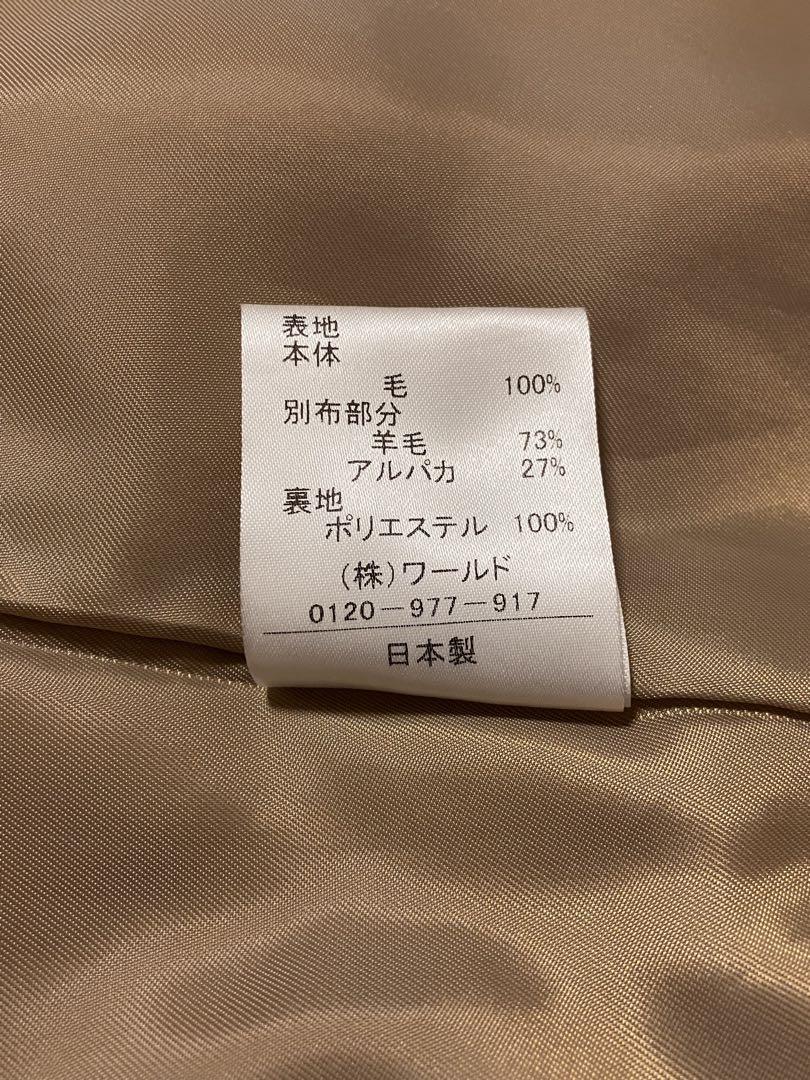 表地
本体
毛 100%
別布部分
羊毛 73%
アルパカ 27%
裏地
ポリエステル 100%
(株)ワールド
0120-977-917
日本製